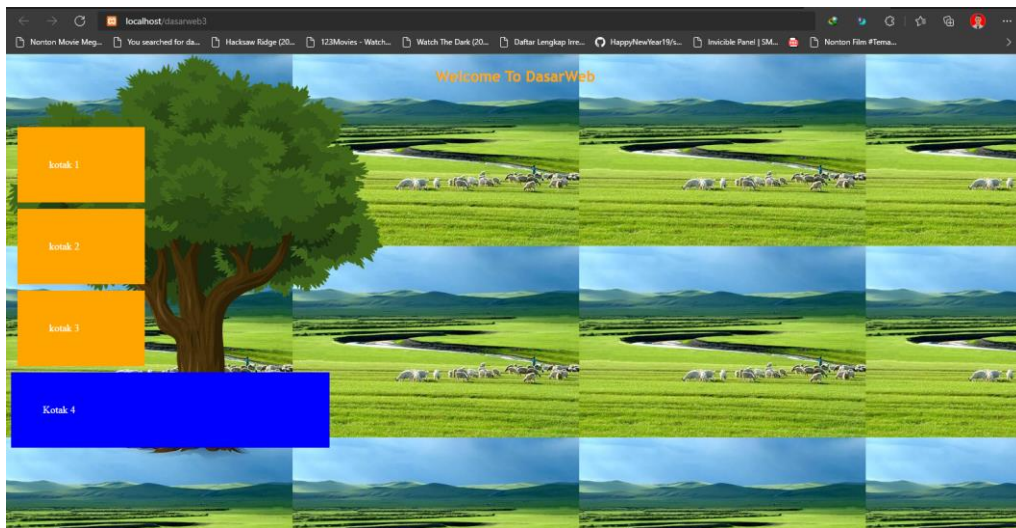 localhost/dasarweb3
Nonton Movie Meg...
You searched for da...
Hacksaw Ridge (20...
123Movies - Watch...
Watch The Dark (20...
Daftar Lengkap Irre...
HappyNewYear19/s...
Invicible Panel | SM...
Nonton Film #Tema...
Welcome To DasarWeb
kotak 1
kotak 2
kotak 3
Kotak 4